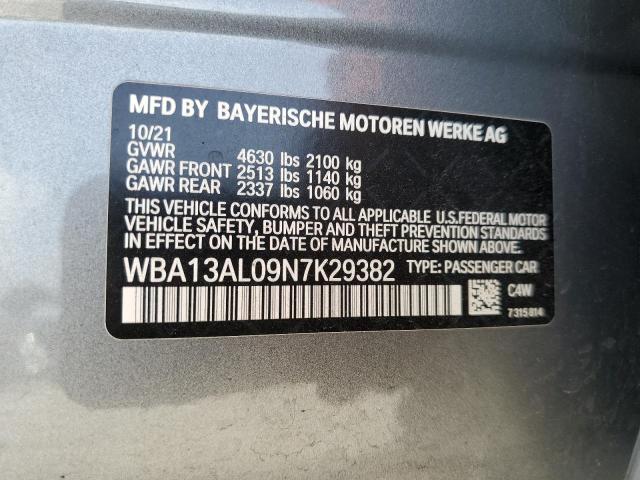 MFD BY BAYERISCHE MOTOREN WERKE AG
10/21
GVWR 4630 lbs 2100 kg
GAWR FRONT 2513 lbs 1140 kg
GAWR REAR 2337 lbs 1060 kg
THIS VEHICLE CONFORMS TO ALL APPLICABLE U.S.FEDERAL MOTOR
VEHICLE SAFETY, BUMPER AND THEFT PREVENTION STANDARDS
IN EFFECT ON THE DATE OF MANUFACTURE SHOWN ABOVE.
WBA13AL09N7K29382 TYPE: PASSENGER CAR
C4W
7315814